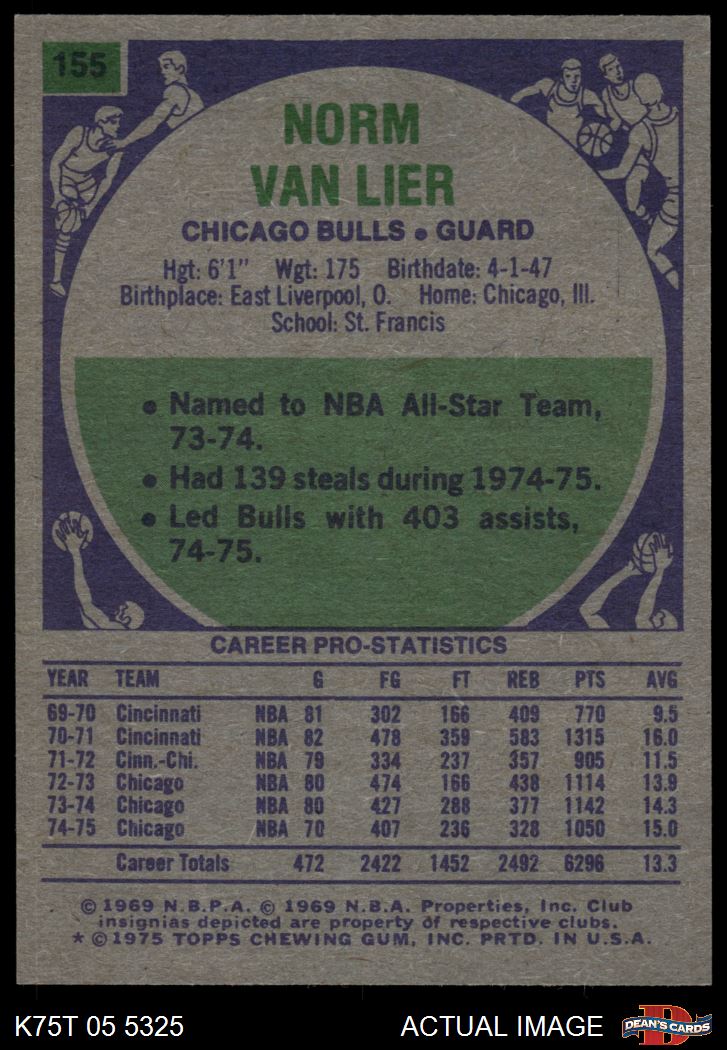 155
NORM
VAN LIER
CHICAGO BULLS • GUARD
Hgt: 6'1" Wgt: 175 Birthdate: 4-1-47
Birthplace: East Liverpool, O. Home: Chicago, Ill.
School: St. Francis
• Named to NBA All-Star Team,
73-74.
• Had 139 steals during 1974-75.
• Led Bulls with 403 assists,
74-75.
CAREER PRO-STATISTICS
YEAR TEAM G FG FT REB PTS AVG
69-70 Cincinnati NBA 81 302 166 409 770 9.5
70-71 Cincinnati NBA 82 478 359 583 1315 16.0
71-72 Cinn.-Chi. NBA 79 334 237 357 905 11.5
72-73 Chicago NBA 80 474 166 438 1114 13.9
73-74 Chicago NBA 80 427 288 377 1142 14.3
74-75 Chicago NBA 70 407 236 328 1050 15.0
Career Totals 472 2422 1452 2492 6296 13.3
© 1969 N.B.P.A. © 1969 N.B.A. Properties, Inc. Club
insignias depicted are property of respective clubs.
* © 1975 TOPPS CHEWING GUM, INC. PRTD. IN U.S.A.
K75T 05 5325 ACTUAL IMAGE
D
DEAN'S CARDS